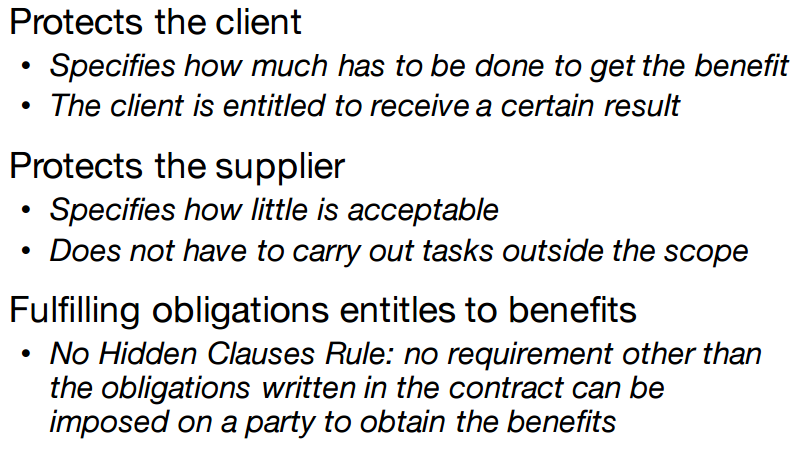 Protects the client
• Specifies how much has to be done to get the benefit
• The client is entitled to receive a certain result
Protects the supplier
• Specifies how little is acceptable
• Does not have to carry out tasks outside the scope
Fulfilling obligations entitles to benefits
• No Hidden Clauses Rule: no requirement other than
the obligations written in the contract can be
imposed on a party to obtain the benefits